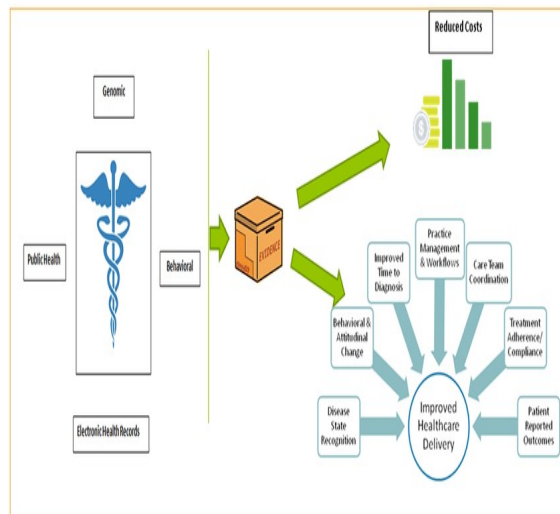 Reduced Costs
Genomic
$
Public Health
Behavioral
EVIDENCE
Practice
Management
& Workflows
Improved
Time to
Diagnosis
Care Team
Coordination
Behavioral &
Attitudinal
Change
Treatment
Adherence/
Compliance
Disease
State
Recognition
Improved
Healthcare
Delivery
Patient
Reported
Outcomes
Electronic Health Records